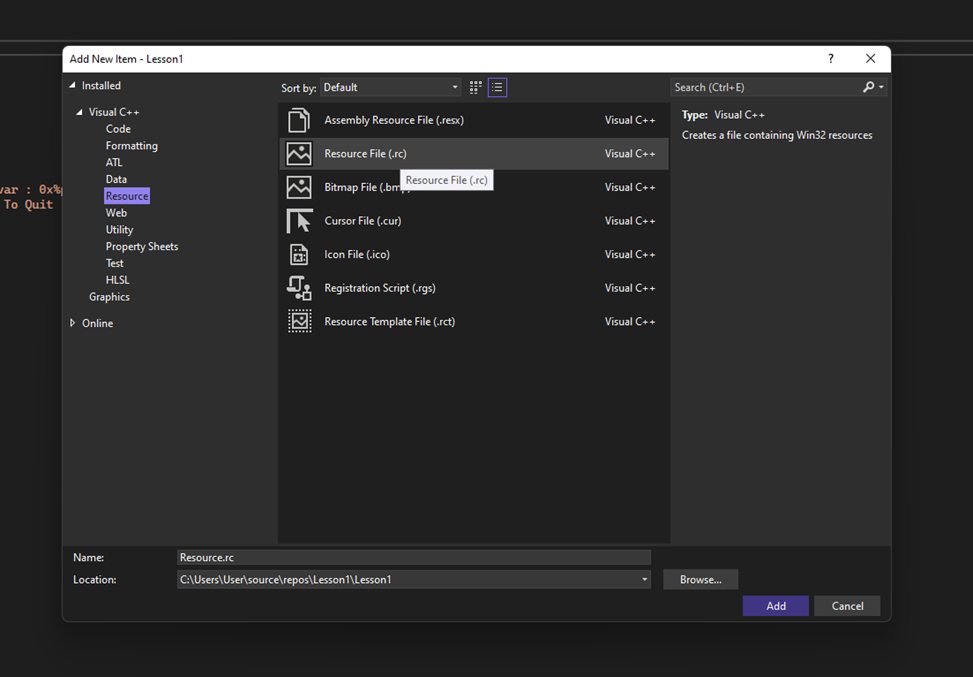 Add New Item - Lesson1
?
Installed
Sort by: Default
Search (Ctrl+E)
Visual C++
Code
Formatting
ATL
Data
Resource
Web
Utility
Property Sheets
Test
HLSL
Graphics
Online
Assembly Resource File (.resx) Visual C++
Resource File (.rc) Visual C++
Resource File (.rc)
Bitmap File (.bmp) Visual C++
Cursor File (.cur) Visual C++
Icon File (.ico) Visual C++
Registration Script (.rgs) Visual C++
Resource Template File (.rct) Visual C++
Type: Visual C++
Creates a file containing Win32 resources
var : 0x%
To Quit
Name: Resource.rc
Location: C:\Users\User\source\repos\Lesson1\Lesson1
Browse...
Add
Cancel